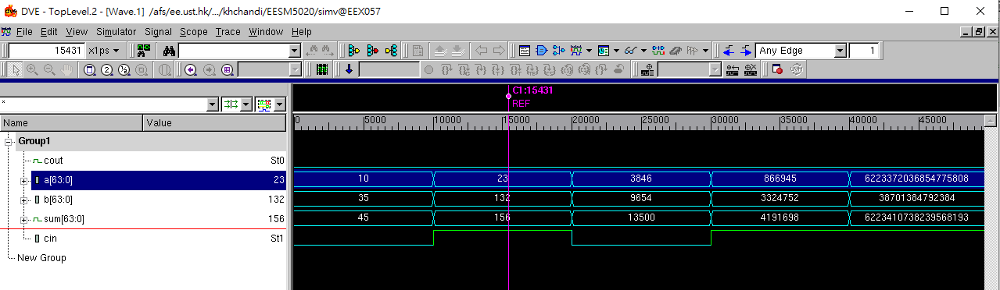 DVE - TopLevel.2 - [Wave.1] /afs/ee.ust.hk/.../khchandi/EESM5020/simv@EEX057
File Edit View Simulator Signal Scope Trace Window Help
15431 x1ps Any Edge 1
C1:15431
REF
*
Name Value
0 5000 10000 15000 20000 25000 30000 35000 40000 45000
Group1
cout St0
a[63:0] 23 10 23 3846 866945 6223372036854775808
b[63:0] 132 35 132 9654 3324752 38701384792384
sum[63:0] 156 45 156 13500 4191698 6223410738239568193
cin St1
New Group